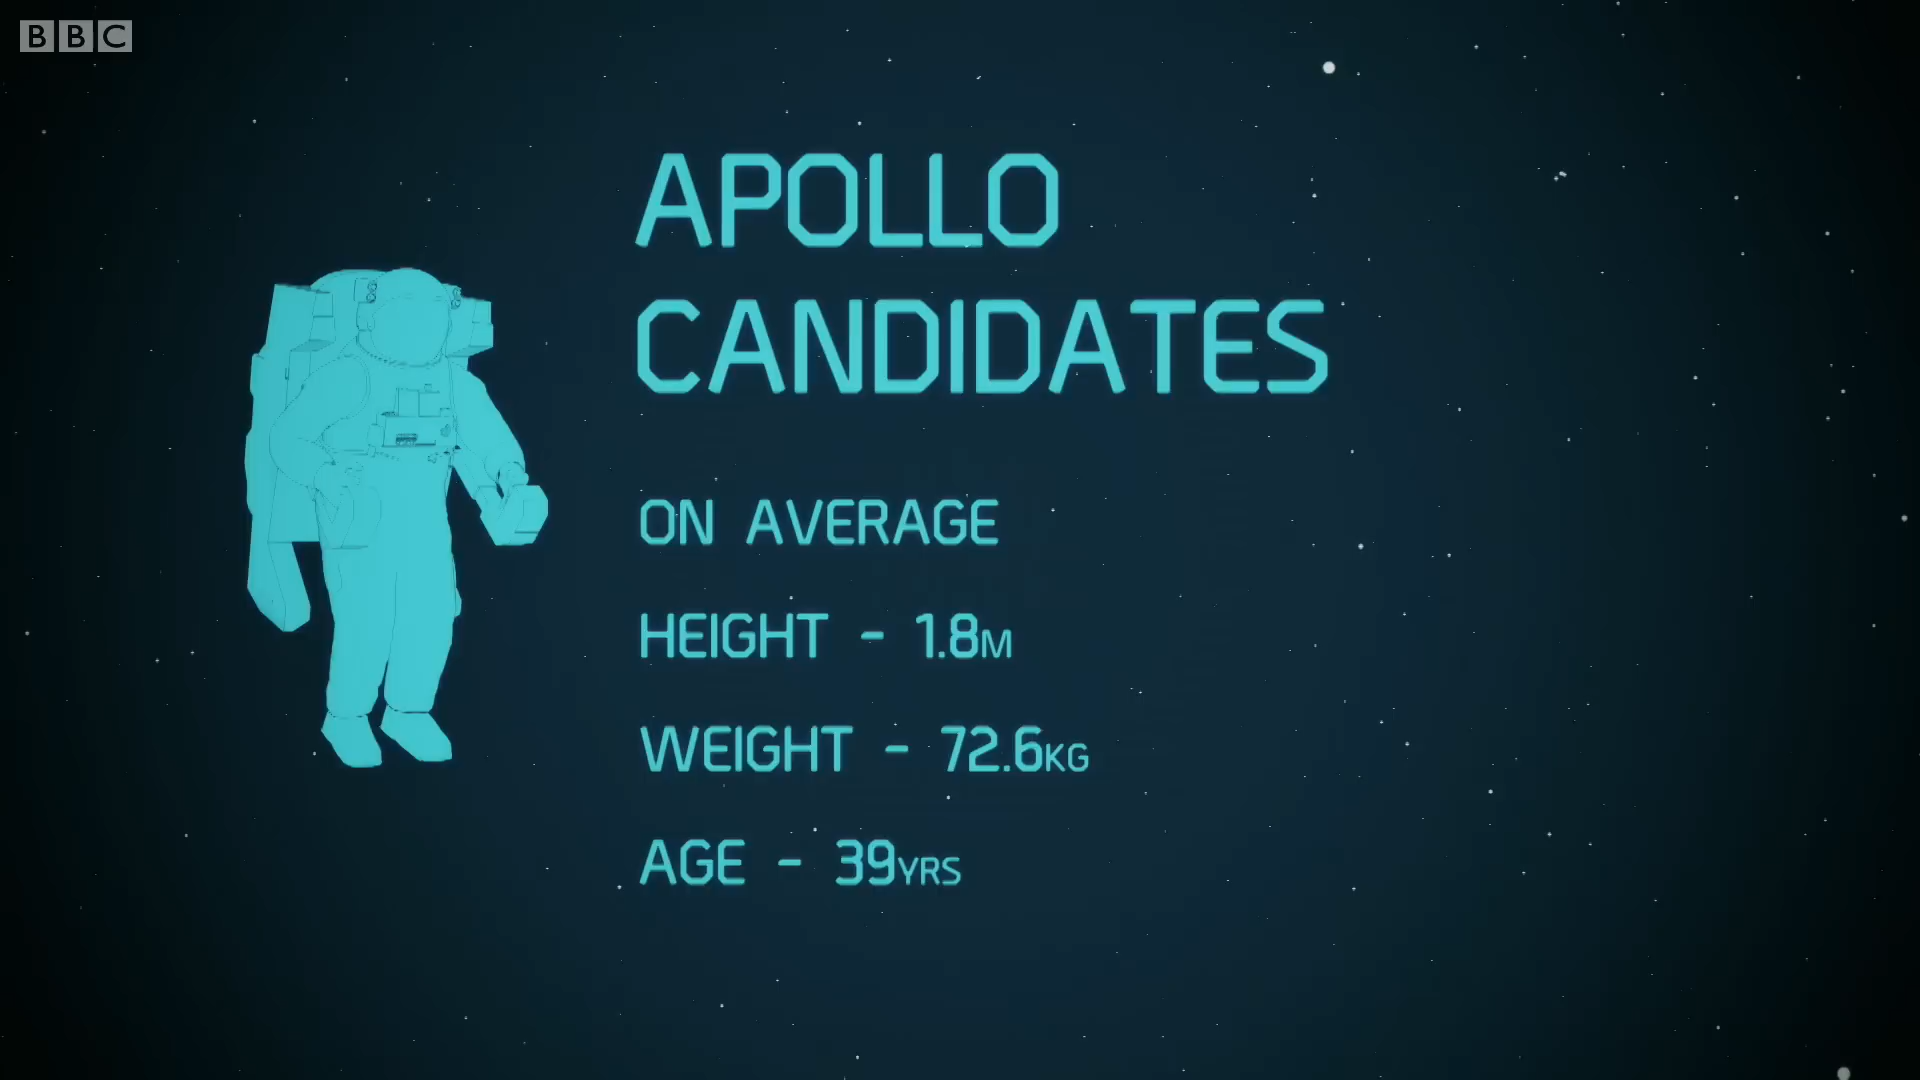 BBC
APOLLO
CANDIDATES
ON AVERAGE
HEIGHT - 1.8M
WEIGHT - 72.6KG
AGE - 39YRS